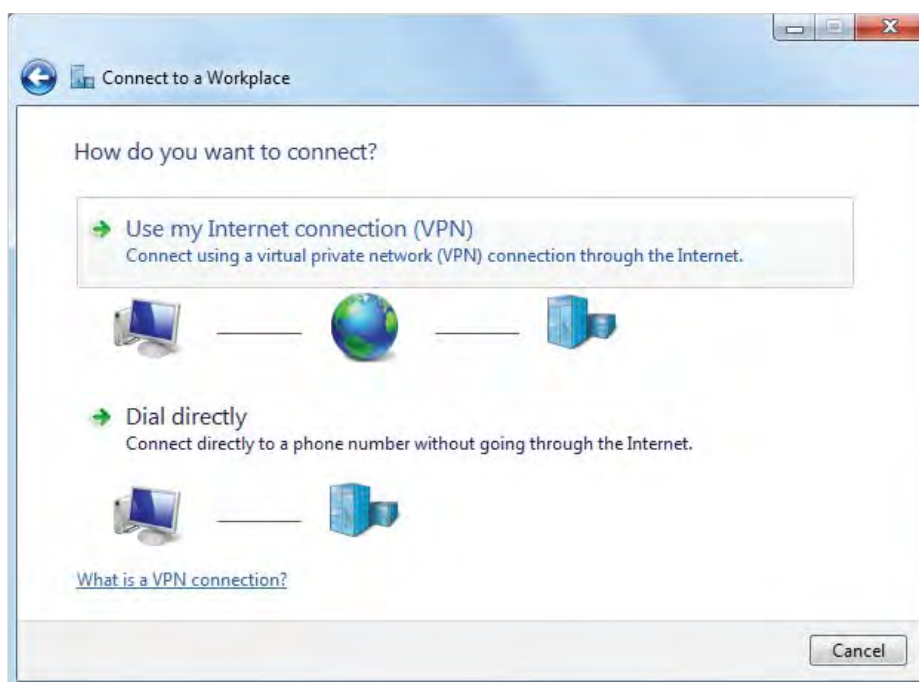 Connect to a Workplace
How do you want to connect?
Use my Internet connection (VPN)
Connect using a virtual private network (VPN) connection through the Internet.
Dial directly
Connect directly to a phone number without going through the Internet.
What is a VPN connection?
Cancel